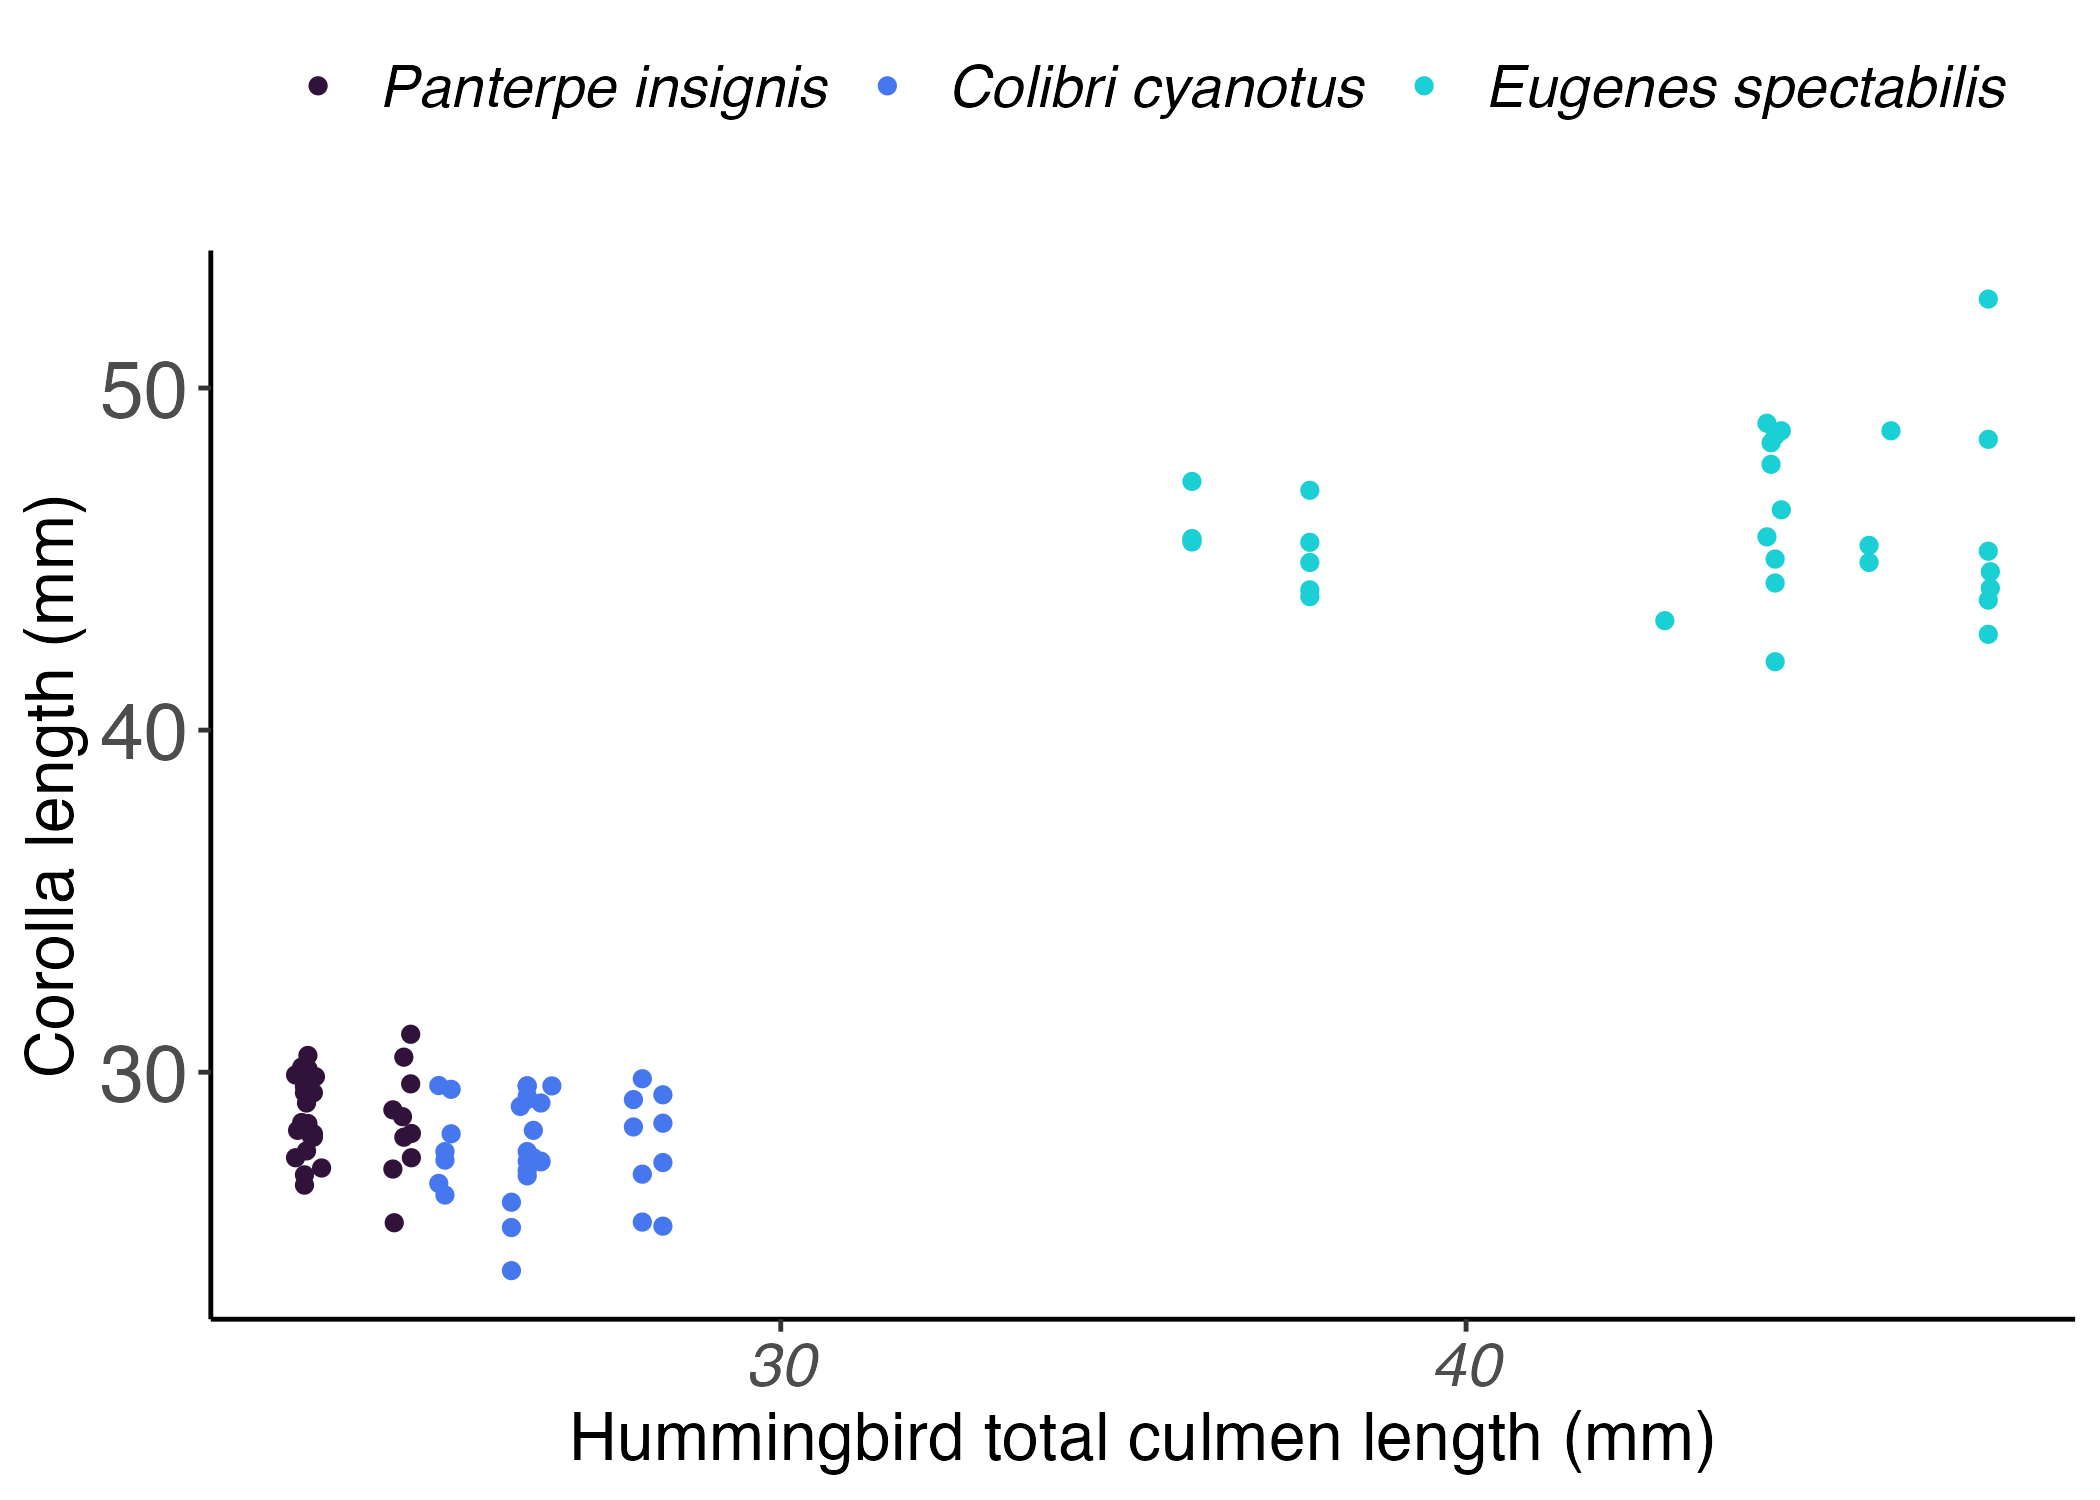 Panterpe insignis Colibri cyanotus Eugenes spectabilis
Corolla length (mm)
50
40
30
30 40
Hummingbird total culmen length (mm)